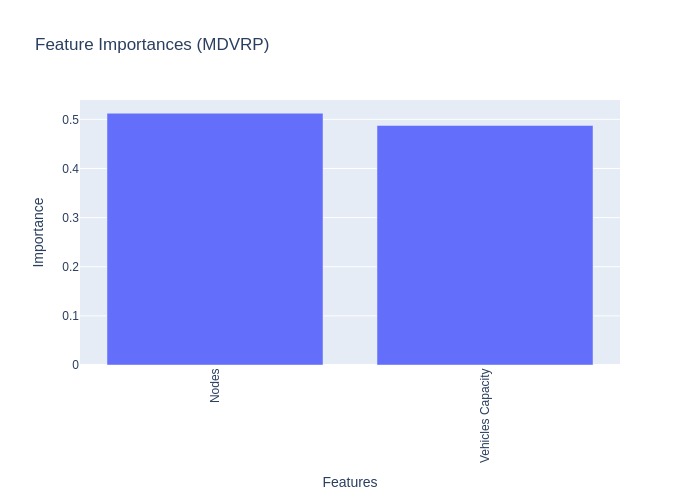 Feature Importances (MDVRP)
0.5
0.4
0.3
0.2
0.1
0
Importance
Nodes
Vehicles Capacity
Features